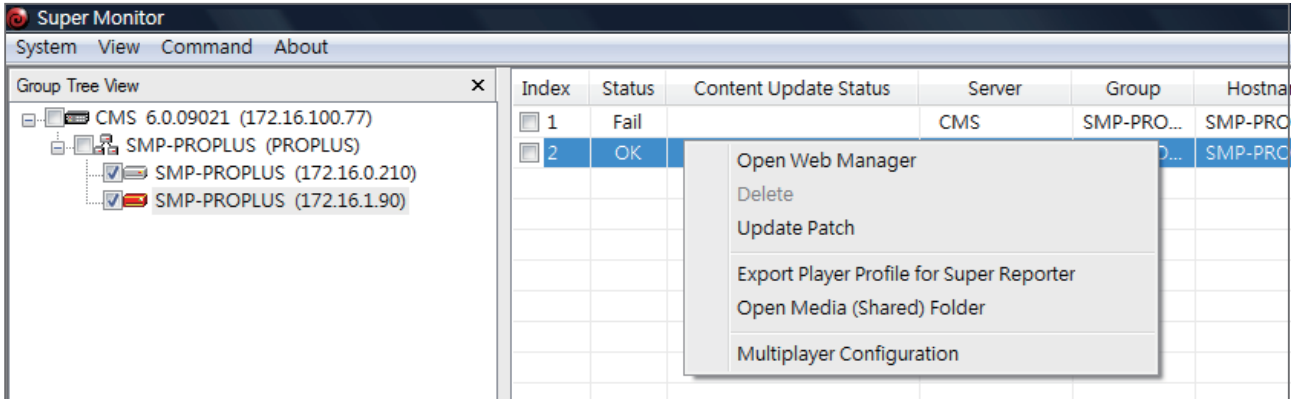 Super Monitor
System View Command About
Group Tree View
CMS 6.0.09021 (172.16.100.77)
SMP-PROPLUS (PROPLUS)
SMP-PROPLUS (172.16.0.210)
SMP-PROPLUS (172.16.1.90)
Index Status Content Update Status Server Group Hostna
1 Fail CMS SMP-PRO... SMP-PRO
2 OK ... SMP-PRO
Open Web Manager
Delete
Update Patch
Export Player Profile for Super Reporter
Open Media (Shared) Folder
Multiplayer Configuration